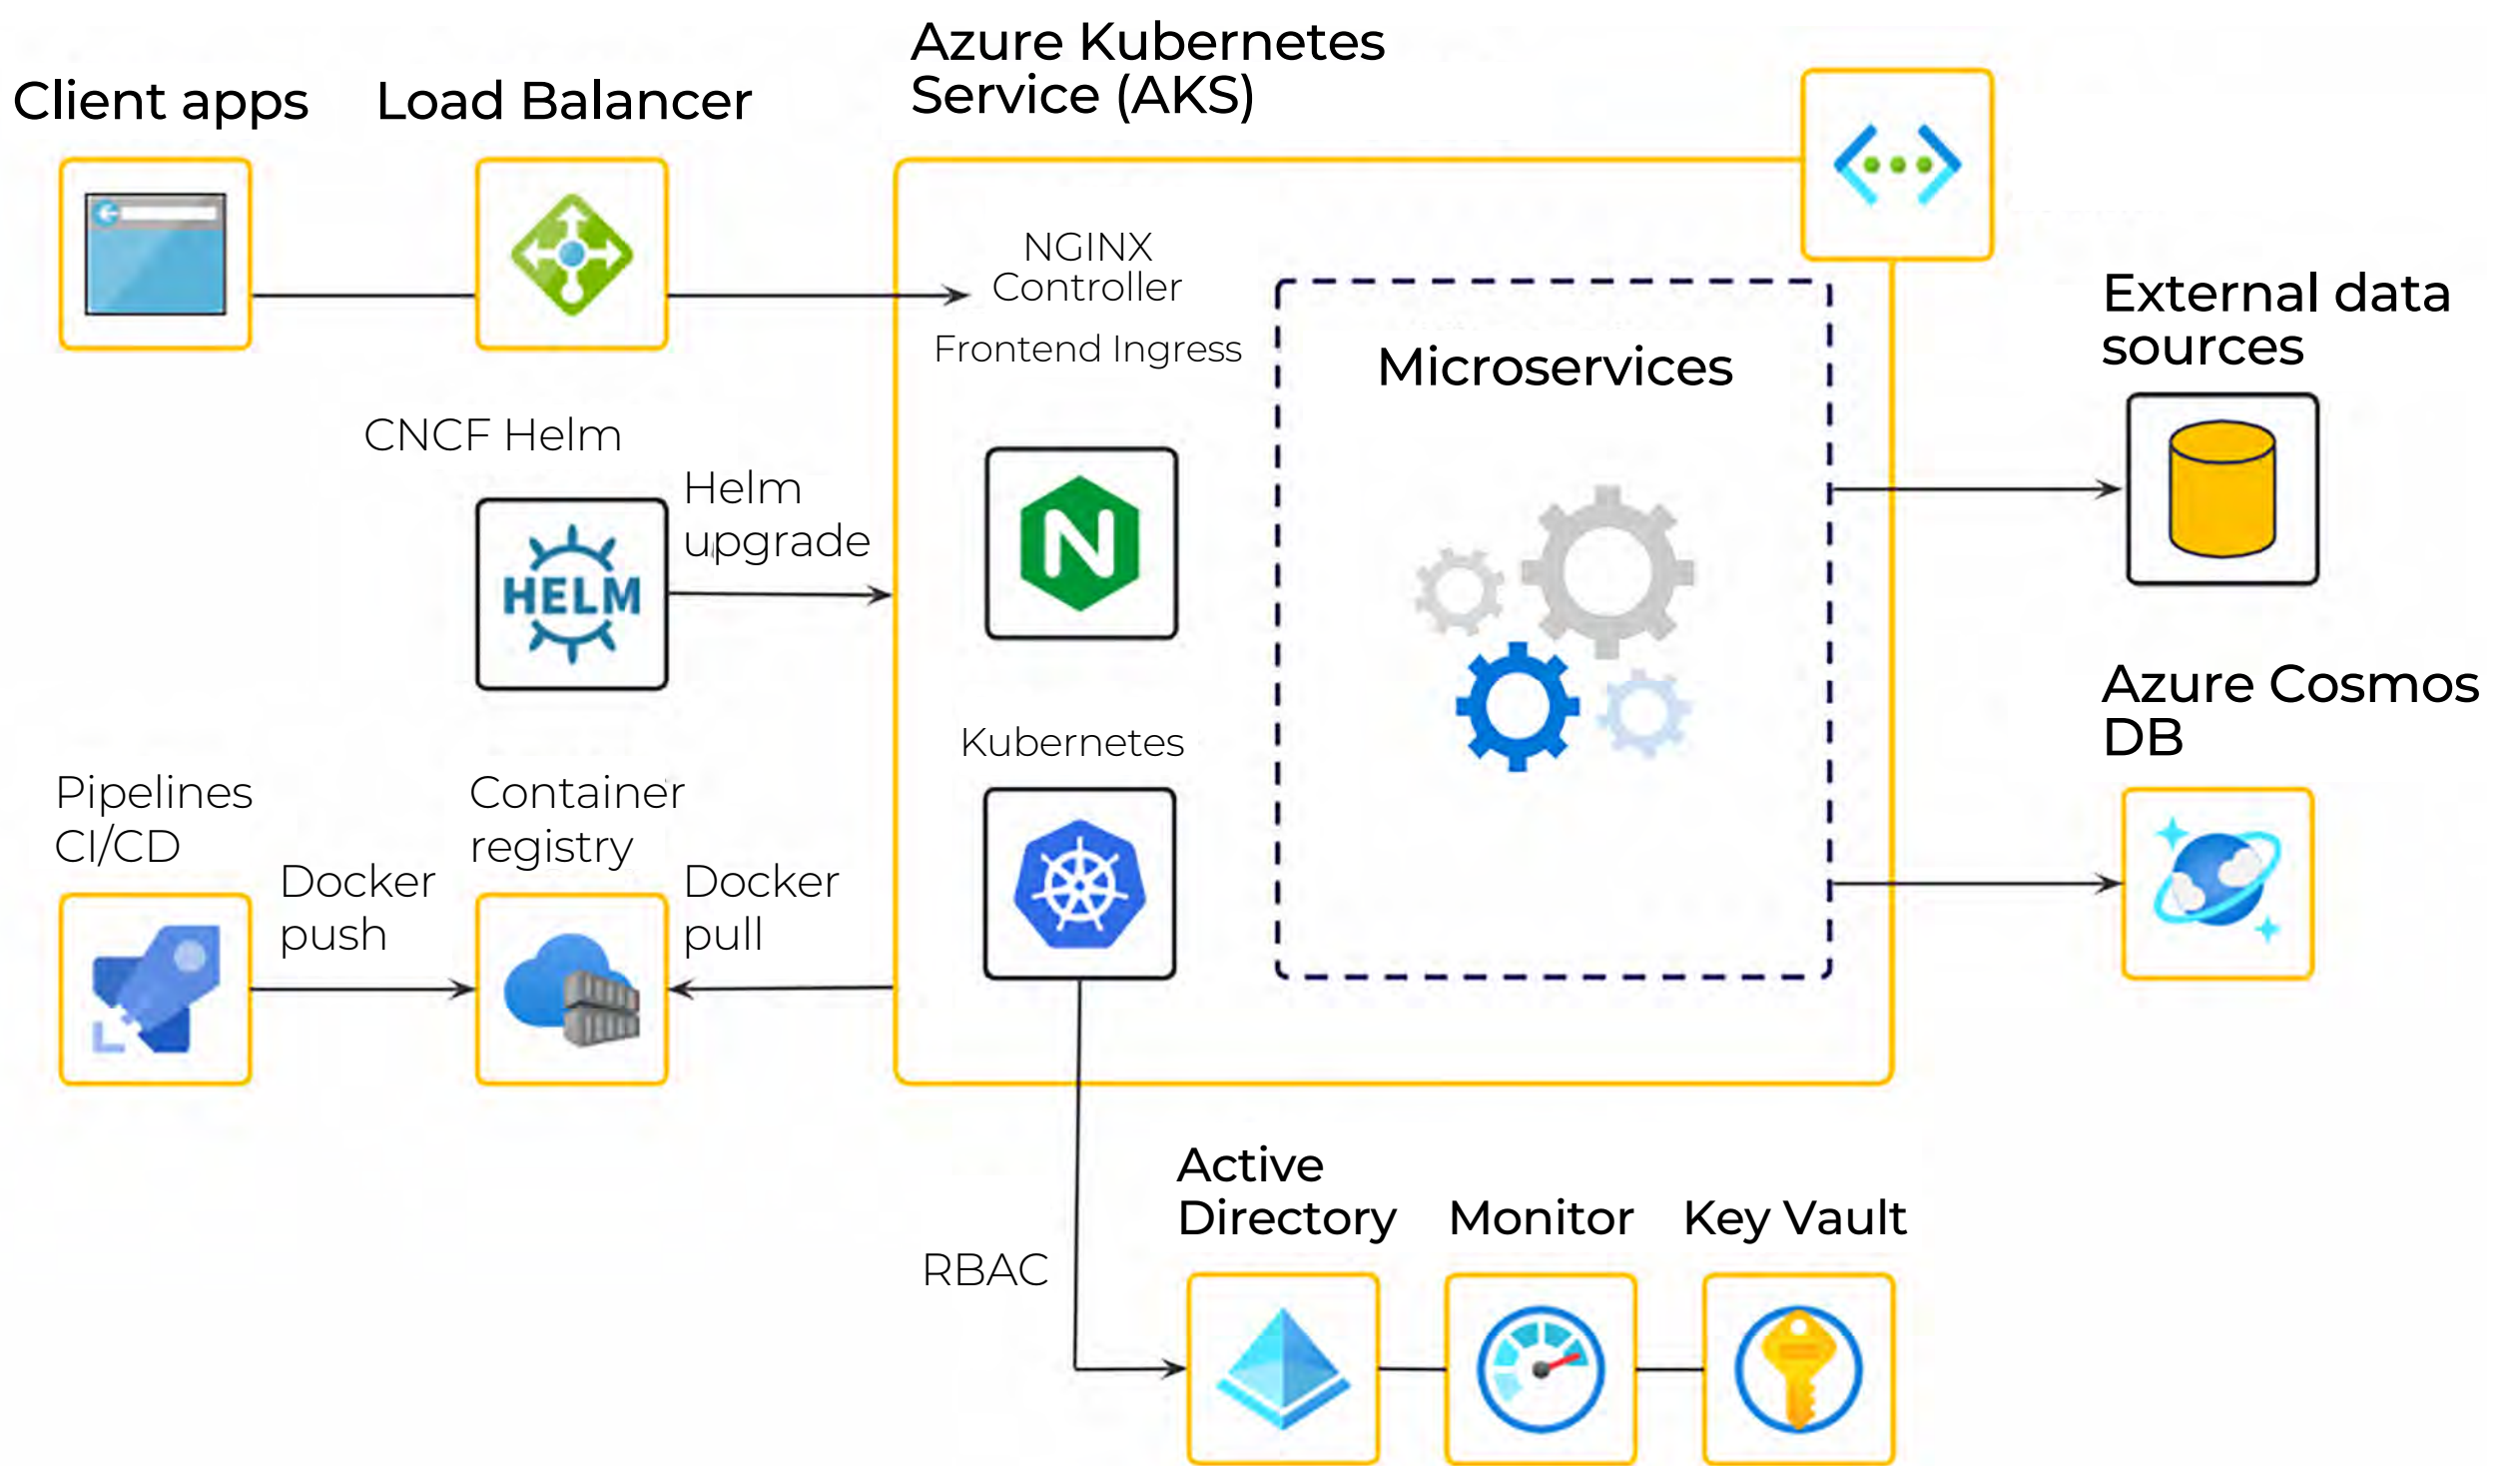 Azure Kubernetes
Service (AKS)
Client apps
Load Balancer
NGINX
Controller
Frontend Ingress
Microservices
External data
sources
CNCF Helm
Helm
upgrade
HELM
N
Azure Cosmos
DB
Kubernetes
Pipelines
CI/CD
Container
registry
Docker
push
Docker
pull
Active
Directory
Monitor
Key Vault
RBAC